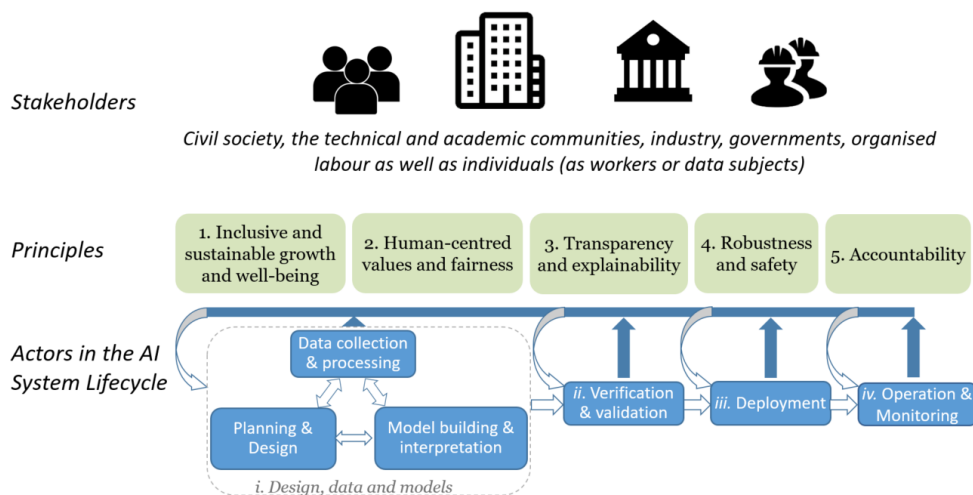 Stakeholders
Civil society, the technical and academic communities, industry, governments, organised
labour as well as individuals (as workers or data subjects)
Principles
1. Inclusive and
sustainable growth
and well-being
2. Human-centred
values and fairness
3. Transparency
and explainability
4. Robustness
and safety
5. Accountability
Actors in the AI
System Lifecycle
Data collection
& processing
Planning &
Design
Model building &
interpretation
i. Design, data and models
ii. Verification
& validation
iii. Deployment
iv. Operation &
Monitoring